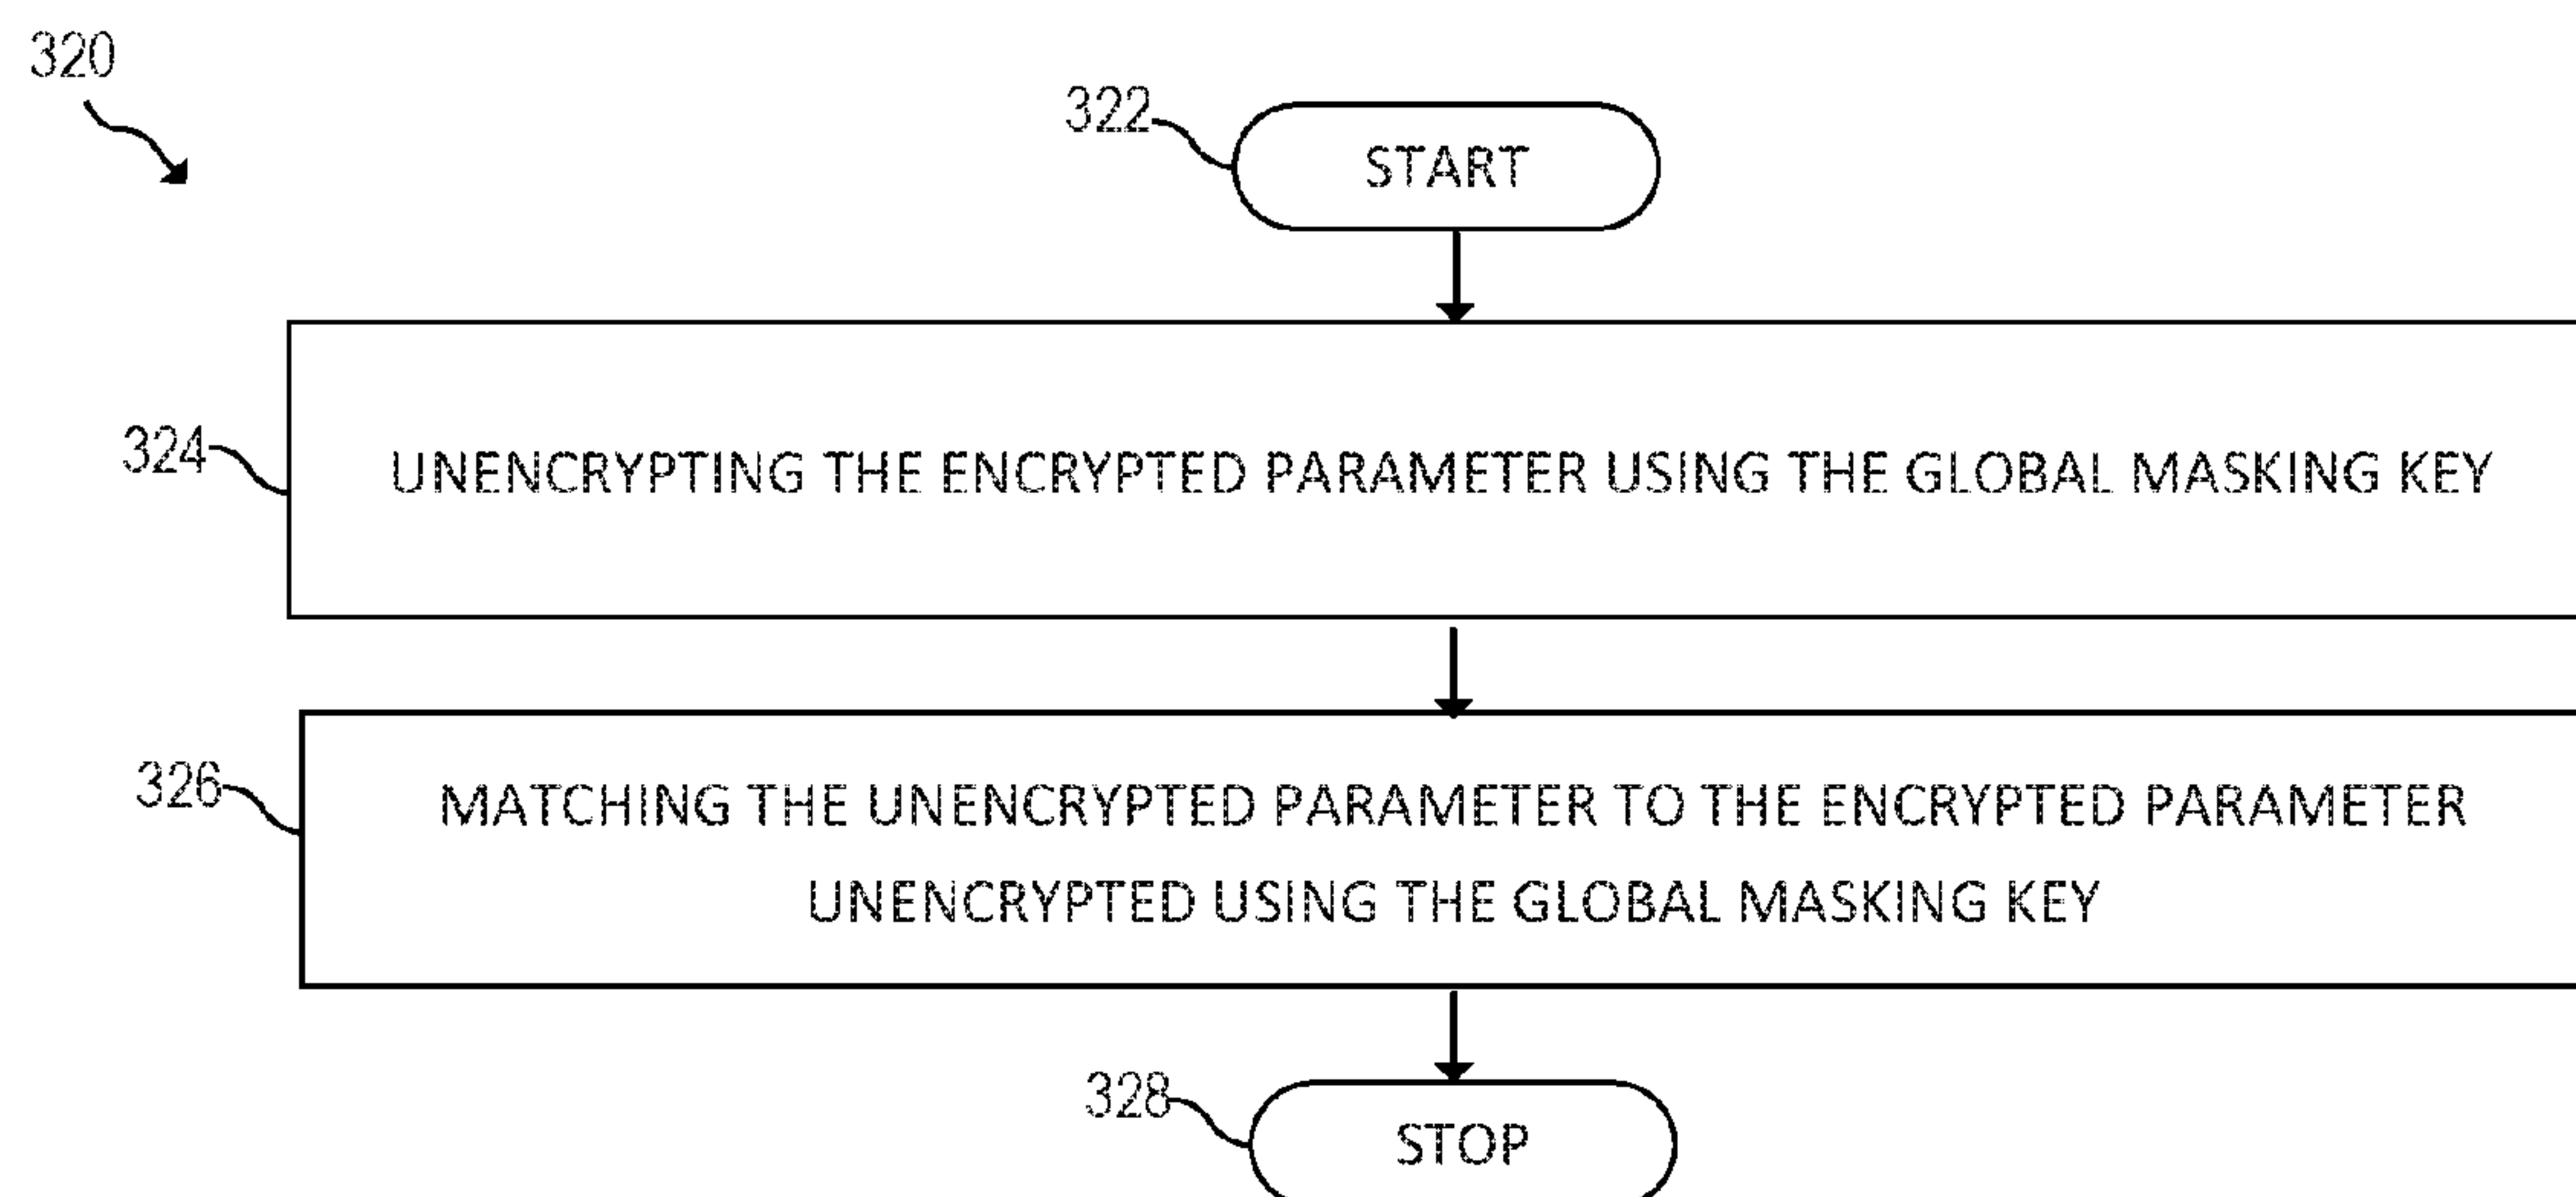 320
322
START
324
UNENCRYPTING THE ENCRYPTED PARAMETER USING THE GLOBAL MASKING KEY
326
MATCHING THE UNENCRYPTED PARAMETER TO THE ENCRYPTED PARAMETER
UNENCRYPTED USING THE GLOBAL MASKING KEY
328
STOP